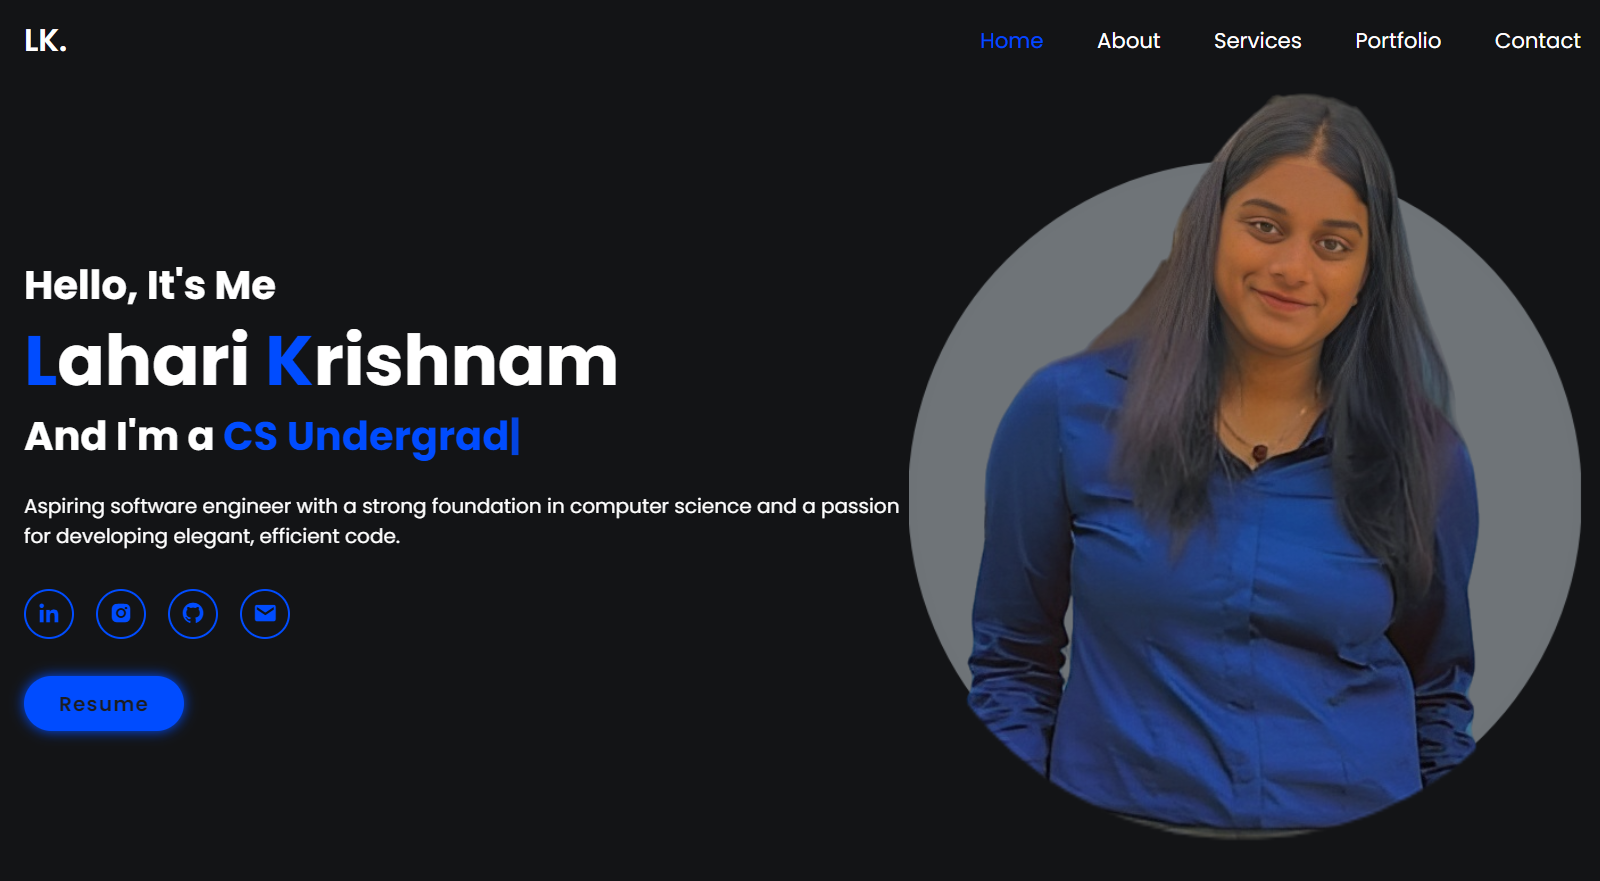 LK.
Home About Services Portfolio Contact
Hello, It's Me
Lahari Krishnam
And I'm a CS Undergrad|
Aspiring software engineer with a strong foundation in computer science and a passion
for developing elegant, efficient code.
in
Resume